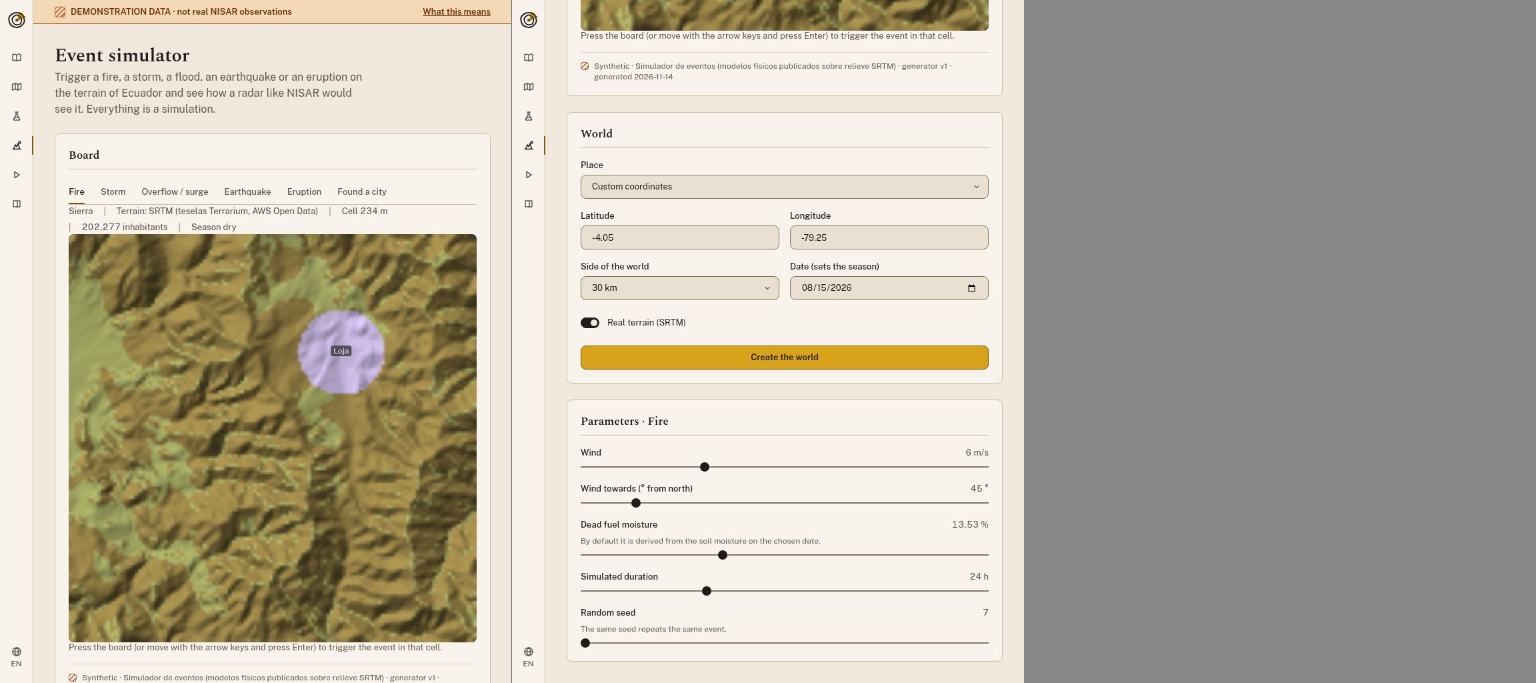 DEMONSTRATION DATA · not real NISAR observations
What this means
Event simulator
Trigger a fire, a storm, a flood, an earthquake or an eruption on
the terrain of Ecuador and see how a radar like NISAR would
see it. Everything is a simulation.
Board
Fire Storm Overflow / surge Earthquake Eruption Found a city
Sierra | Terrain: SRTM (teselas Terrarium, AWS Open Data) | Cell 234 m
| 202,277 inhabitants | Season dry
Loja
Press the board (or move with the arrow keys and press Enter) to trigger the event in that cell.
Synthetic · Simulador de eventos (modelos físicos publicados sobre relieve SRTM) · generator v1 ·
EN
Press the board (or move with the arrow keys and press Enter) to trigger the event in that cell.
Synthetic · Simulador de eventos (modelos físicos publicados sobre relieve SRTM) · generator v1 ·
generated 2026-11-14
World
Place
Custom coordinates
Latitude Longitude
-4.05 -79.25
Side of the world Date (sets the season)
30 km 08/15/2026
Real terrain (SRTM)
Create the world
Parameters · Fire
Wind 6 m/s
Wind towards (° from north) 45 °
Dead fuel moisture 13.53 %
By default it is derived from the soil moisture on the chosen date.
Simulated duration 24 h
Random seed 7
The same seed repeats the same event.
EN